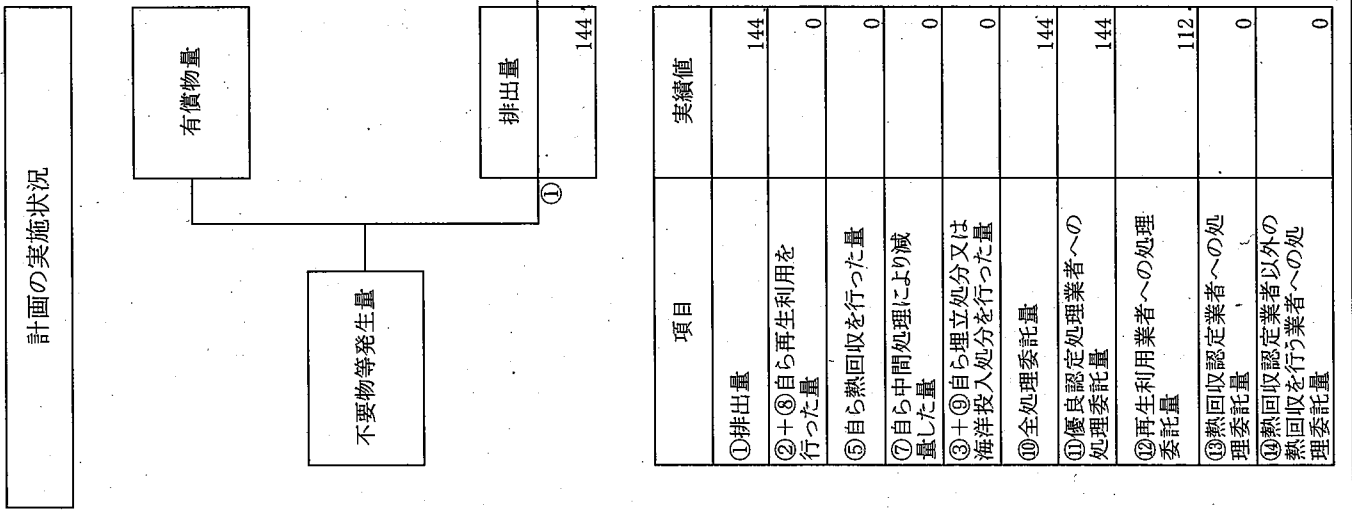 計画の実施状況
有償物量
不要物等発生量
排出量
①
144
項目
実績値
①排出量
144
②+⑧自ら再生利用を
行った量
0
⑤自ら熱回収を行った量
0
⑦自ら中間処理により減
量した量
0
③+⑨自ら埋立処分又は
海洋投入処分を行った量
0
⑩全処理委託量
144
⑪優良認定処理業者への
処理委託量
144
⑫再生利用業者への処理
委託量
112
⑬熱回収認定業者への処
理委託量
0
⑭熱回収認定業者以外の
熱回収を行う業者への処
理委託量
0